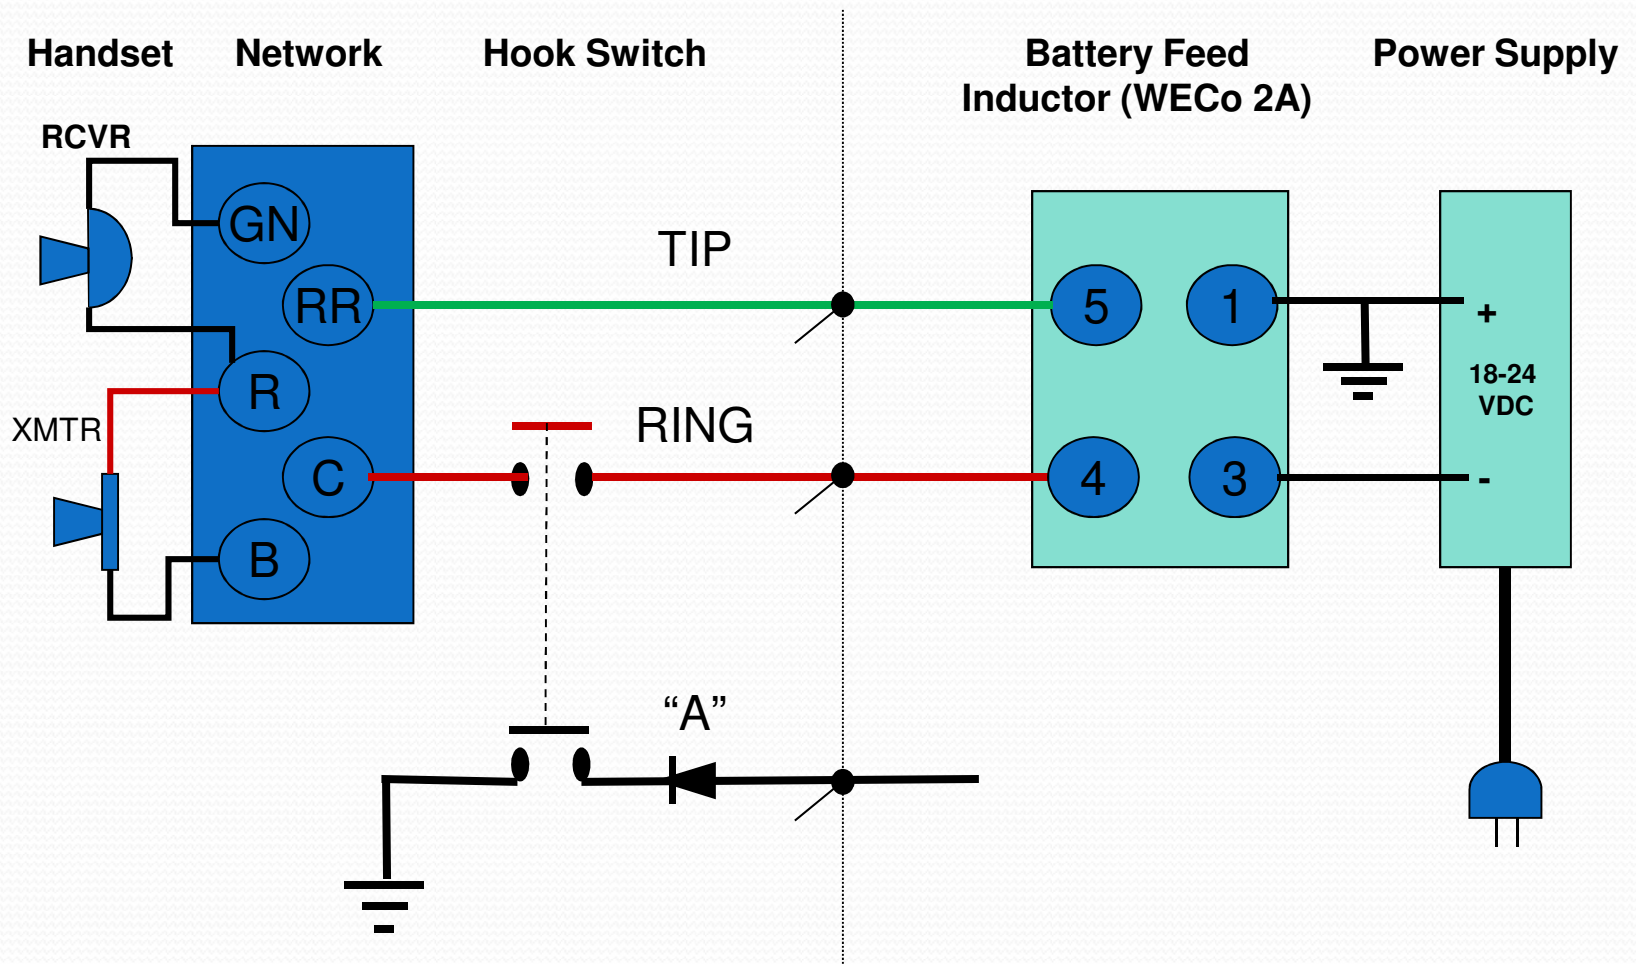 Handset
Network
Hook Switch
Battery Feed
Inductor (WECo 2A)
Power Supply
RCVR
GN
RR
R
XMTR
C
B
TIP
RING
“A”
5
1
4
3
+
18-24
VDC
-